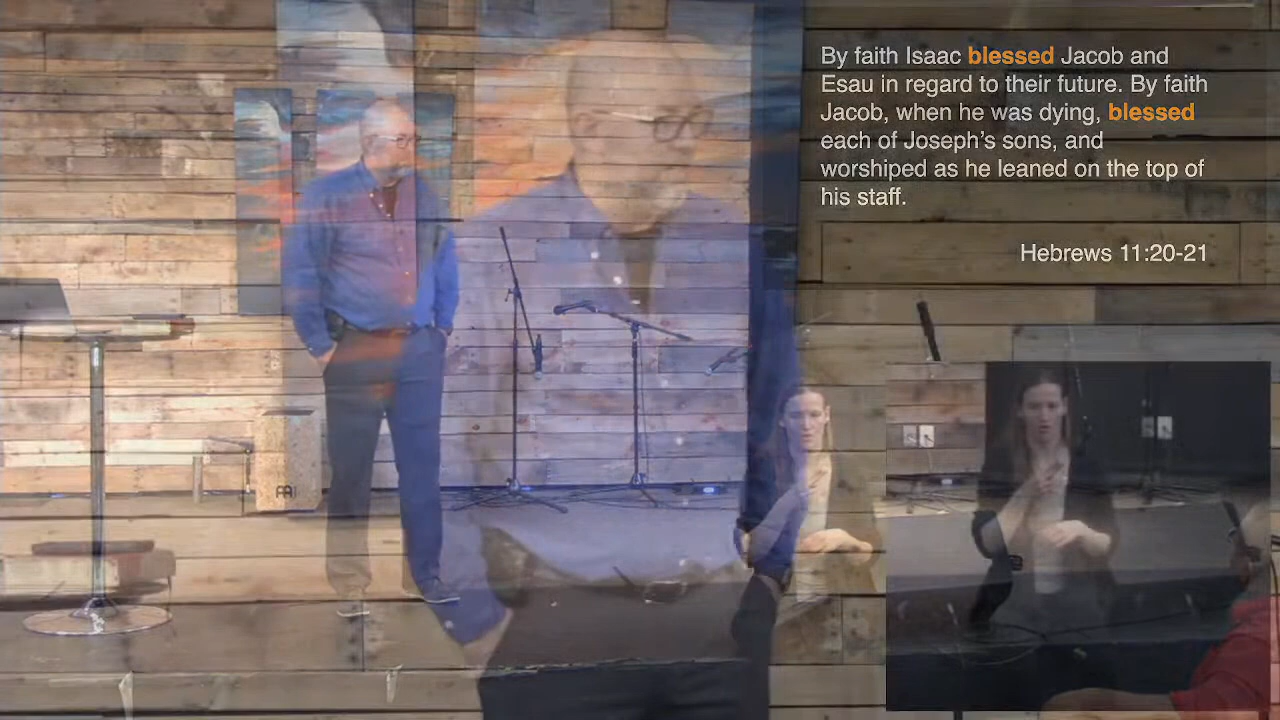 By faith Isaac blessed Jacob and
Esau in regard to their future. By faith
Jacob, when he was dying, blessed
each of Joseph’s sons, and
worshiped as he leaned on the top of
his staff.
Hebrews 11:20-21